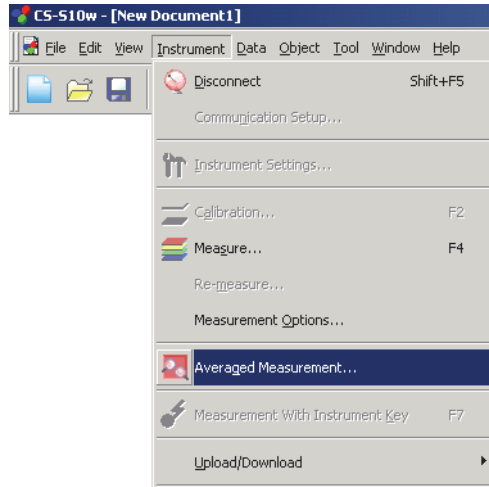 CS-S10w - [New Document1]
File Edit View Instrument Data Object Tool Window Help
Disconnect Shift+F5
Communication Setup...
Instrument Settings...
Calibration... F2
Measure... F4
Re-measure...
Measurement Options...
Averaged Measurement...
Measurement With Instrument Key F7
Upload/Download